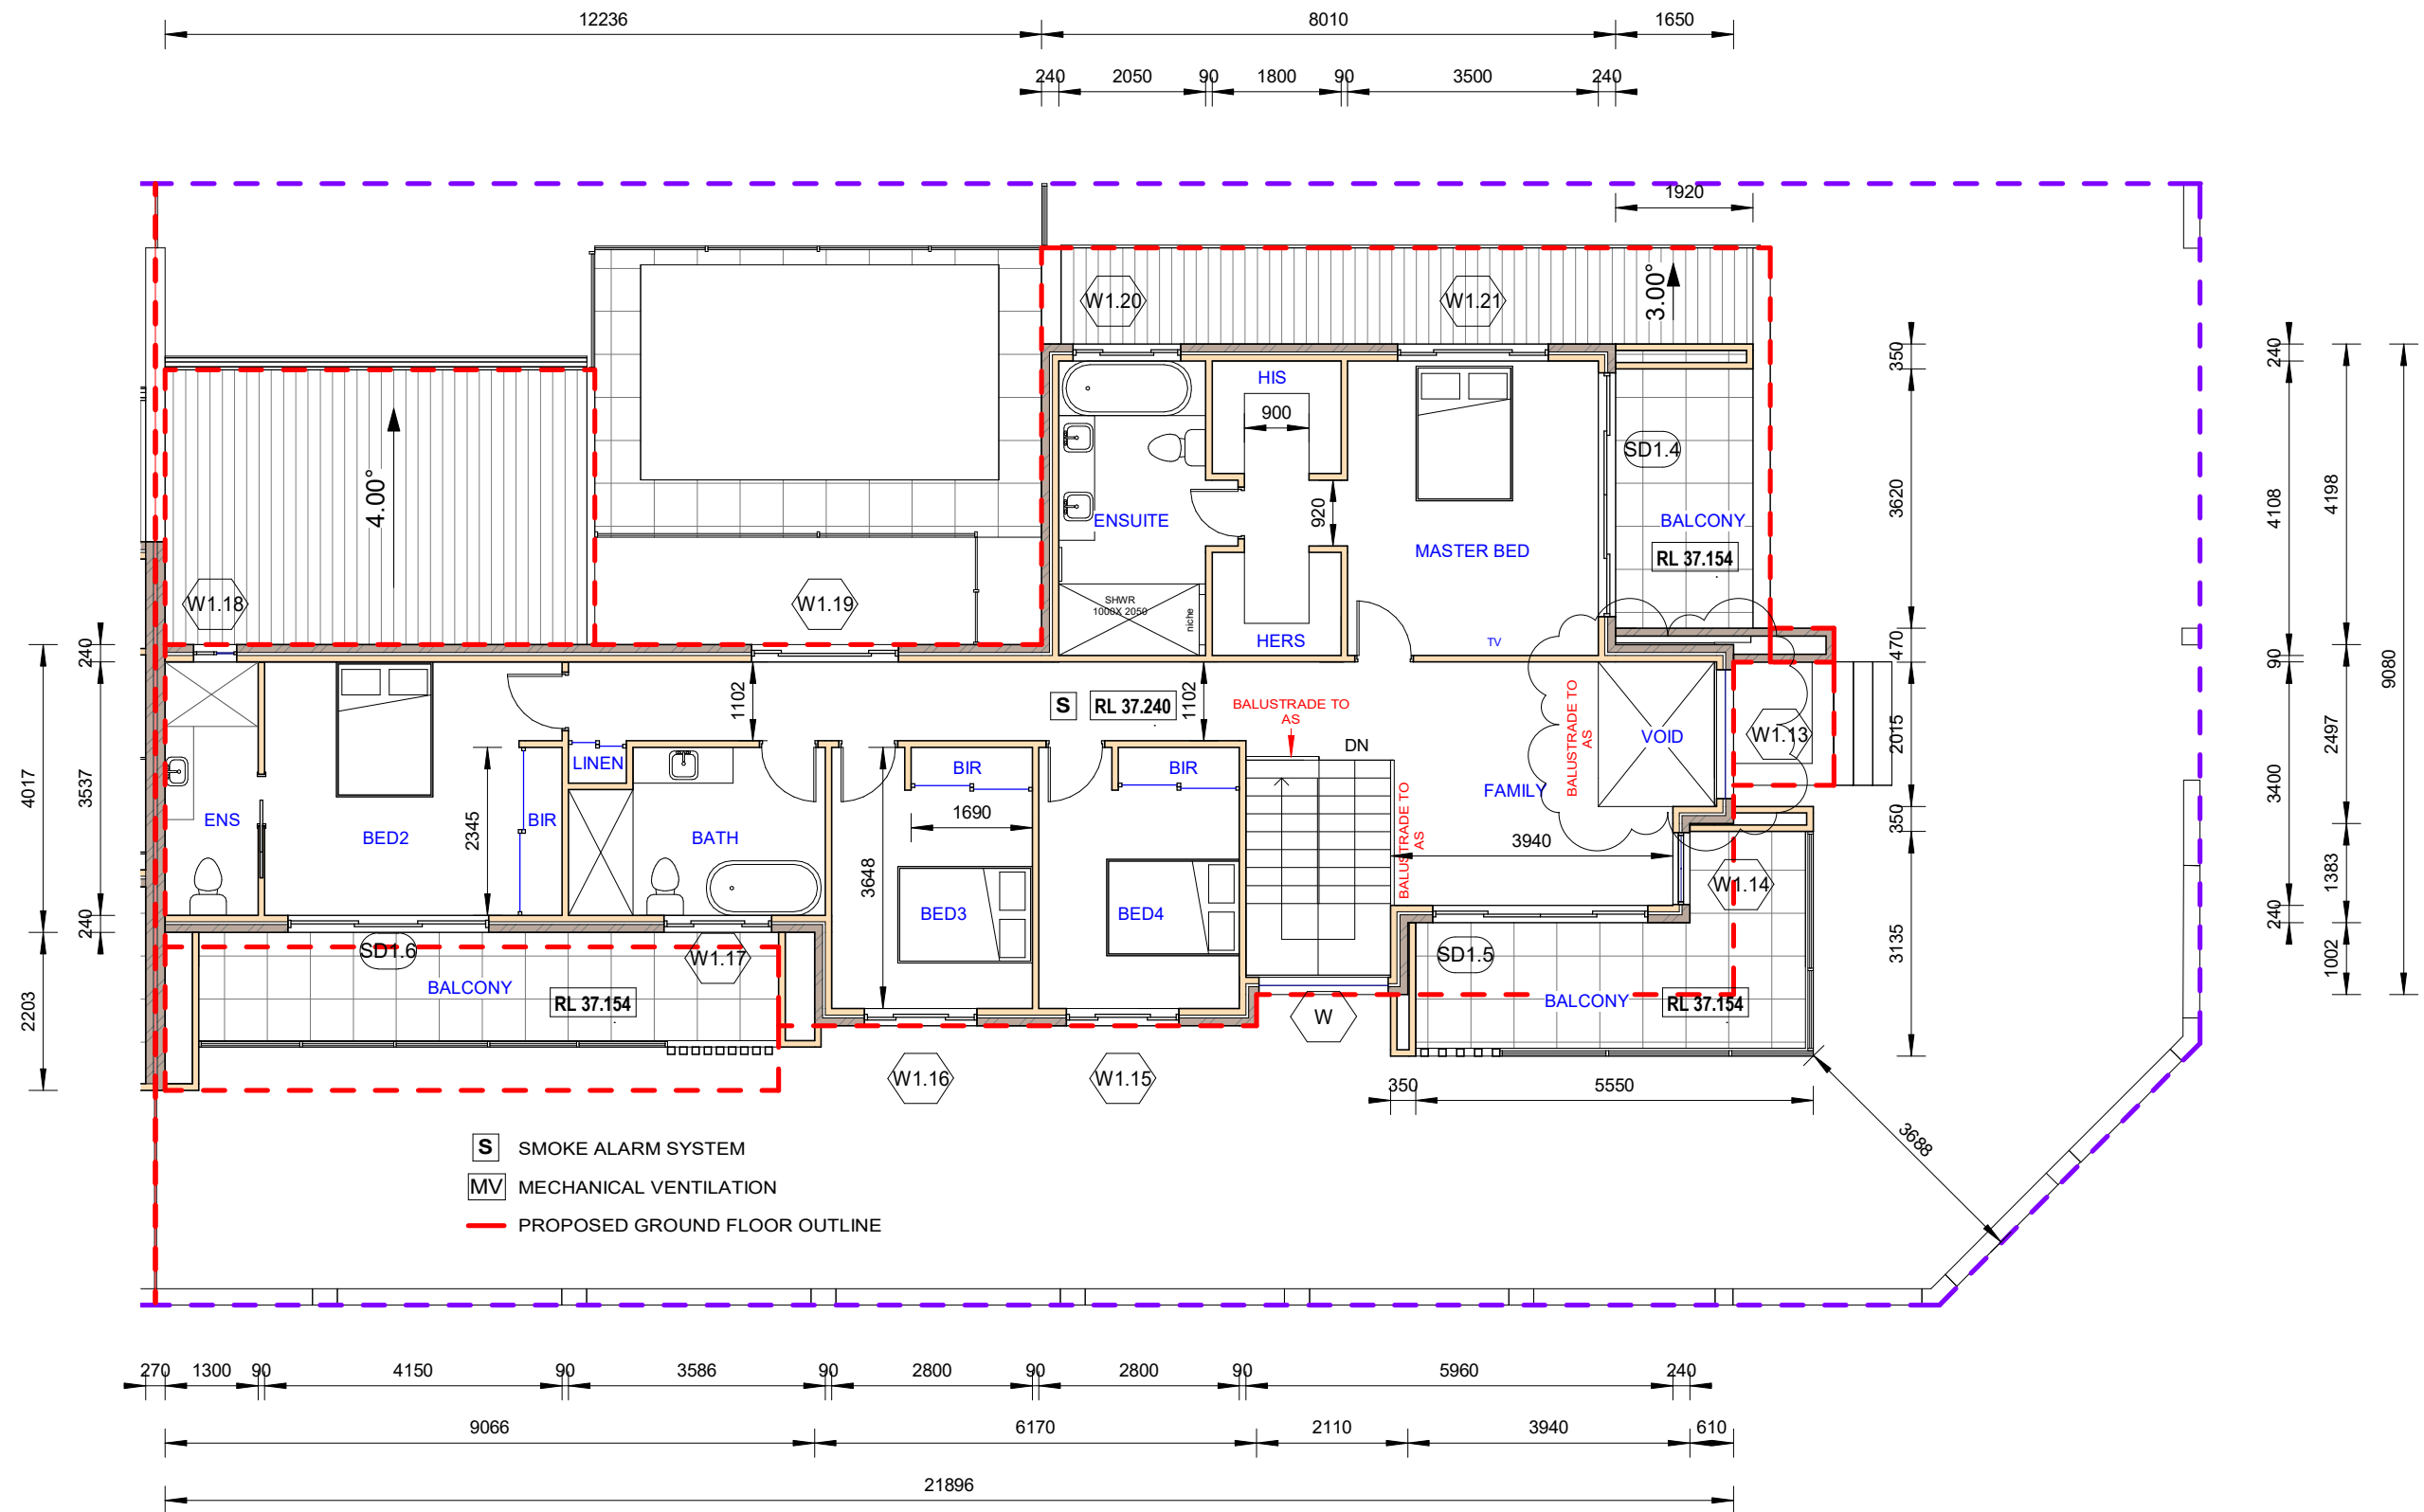 12236
8010
1650
240
2050
90
1800
90
3500
240
1920
W1.20
W1.21
3.00°
350
240
HIS
900
4.00°
SD1.4
3620
4108
4198
9080
ENSUITE
920
MASTER BED
BALCONY
RL 37.154
W1.18
W1.19
SHWR
1000X 2050
niche
HERS
TV
240
470
90
1102
S
RL 37.240
1102
BALUSTRADE TO
AS
BALUSTRADE TO
AS
VOID
W1.13
2015
2497
DN
LINEN
BIR
BIR
FAMILY
BALUSTRADE TO
AS
4017
3537
2345
ENS
BED2
BIR
BATH
1690
3940
350
3400
3648
W1.14
1383
BED3
BED4
240
SD1.6
W1.17
SD1.5
3135
240
1002
BALCONY
RL 37.154
BALCONY
RL 37.154
2203
W
W1.16
W1.15
350
5550
3688
S SMOKE ALARM SYSTEM
MV MECHANICAL VENTILATION
PROPOSED GROUND FLOOR OUTLINE
270
1300
90
4150
90
3586
90
2800
90
2800
90
5960
240
9066
6170
2110
3940
610
21896